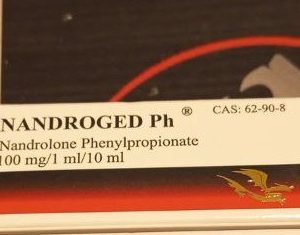 NANDROGED Ph ® CAS: 62-90-8
Nandrolone Phenylpropionate
100 mg/1 ml/10 ml